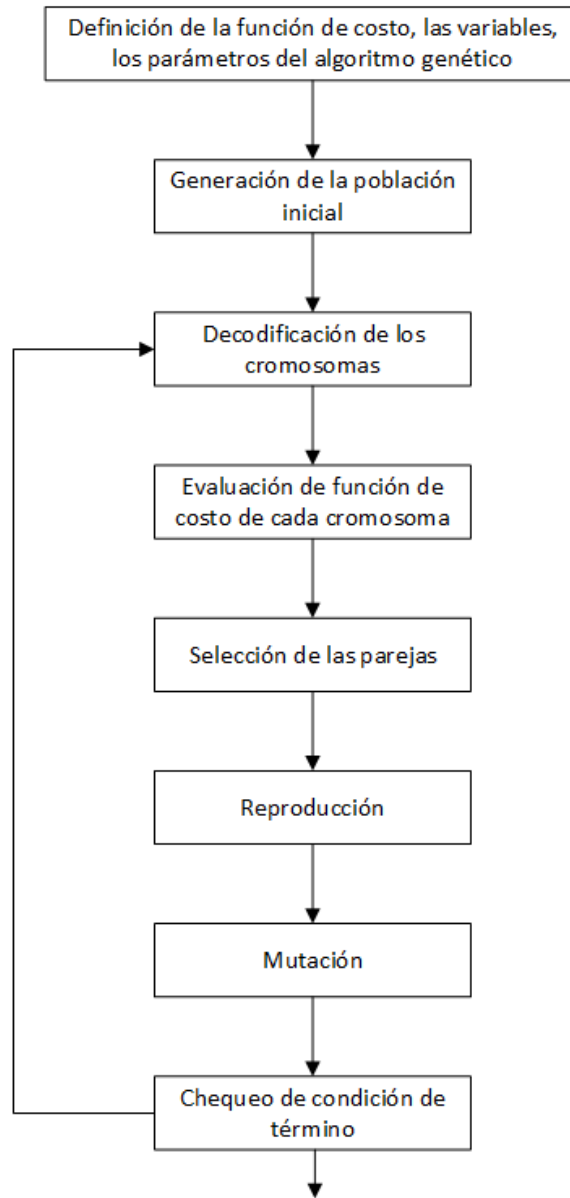 Definición de la función de costo, las variables,
los parámetros del algoritmo genético
Generación de la población
inicial
Decodificación de los
cromosomas
Evaluación de función de
costo de cada cromosoma
Selección de las parejas
Reproducción
Mutación
Chequeo de condición de
término